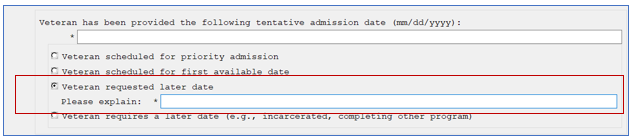 Veteran has been provided the following tentative admission date (mm/dd/yyyy):
*
Veteran scheduled for priority admission
Veteran scheduled for first available date
Veteran requested later date
Please explain: *
Veteran requires a later date (e.g., incarcerated, completing other program)